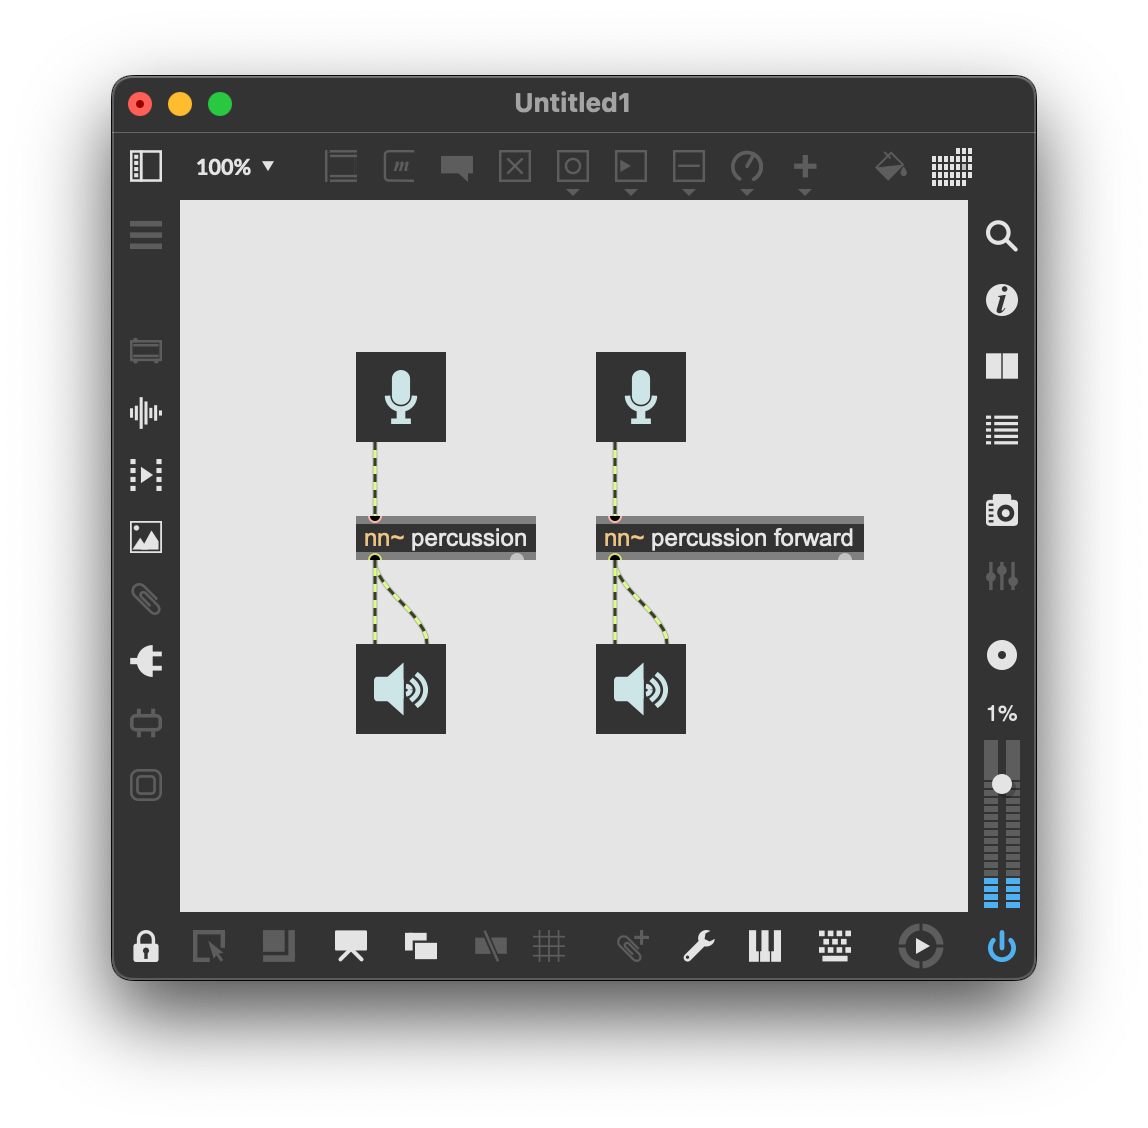 Untitled1
100%
m
nn~ percussion
nn~ percussion forward
i
1%